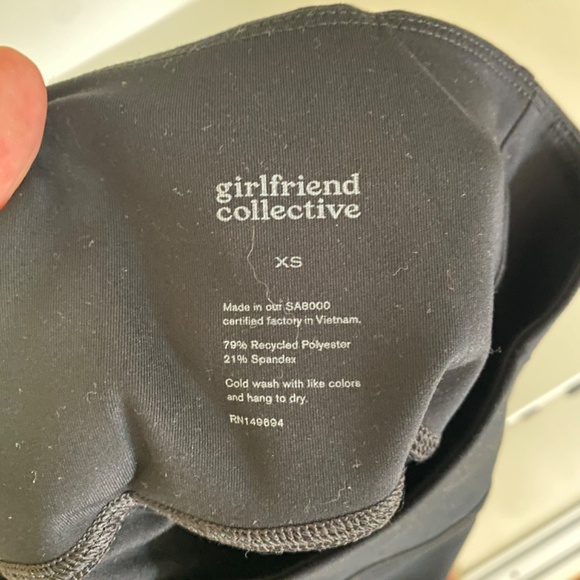 girlfriend
collective
XS
Made in our SA8000
certified factory in Vietnam.
79% Recycled Polyester
21% Spandex
Cold wash with like colors
and hang to dry.
RN149694